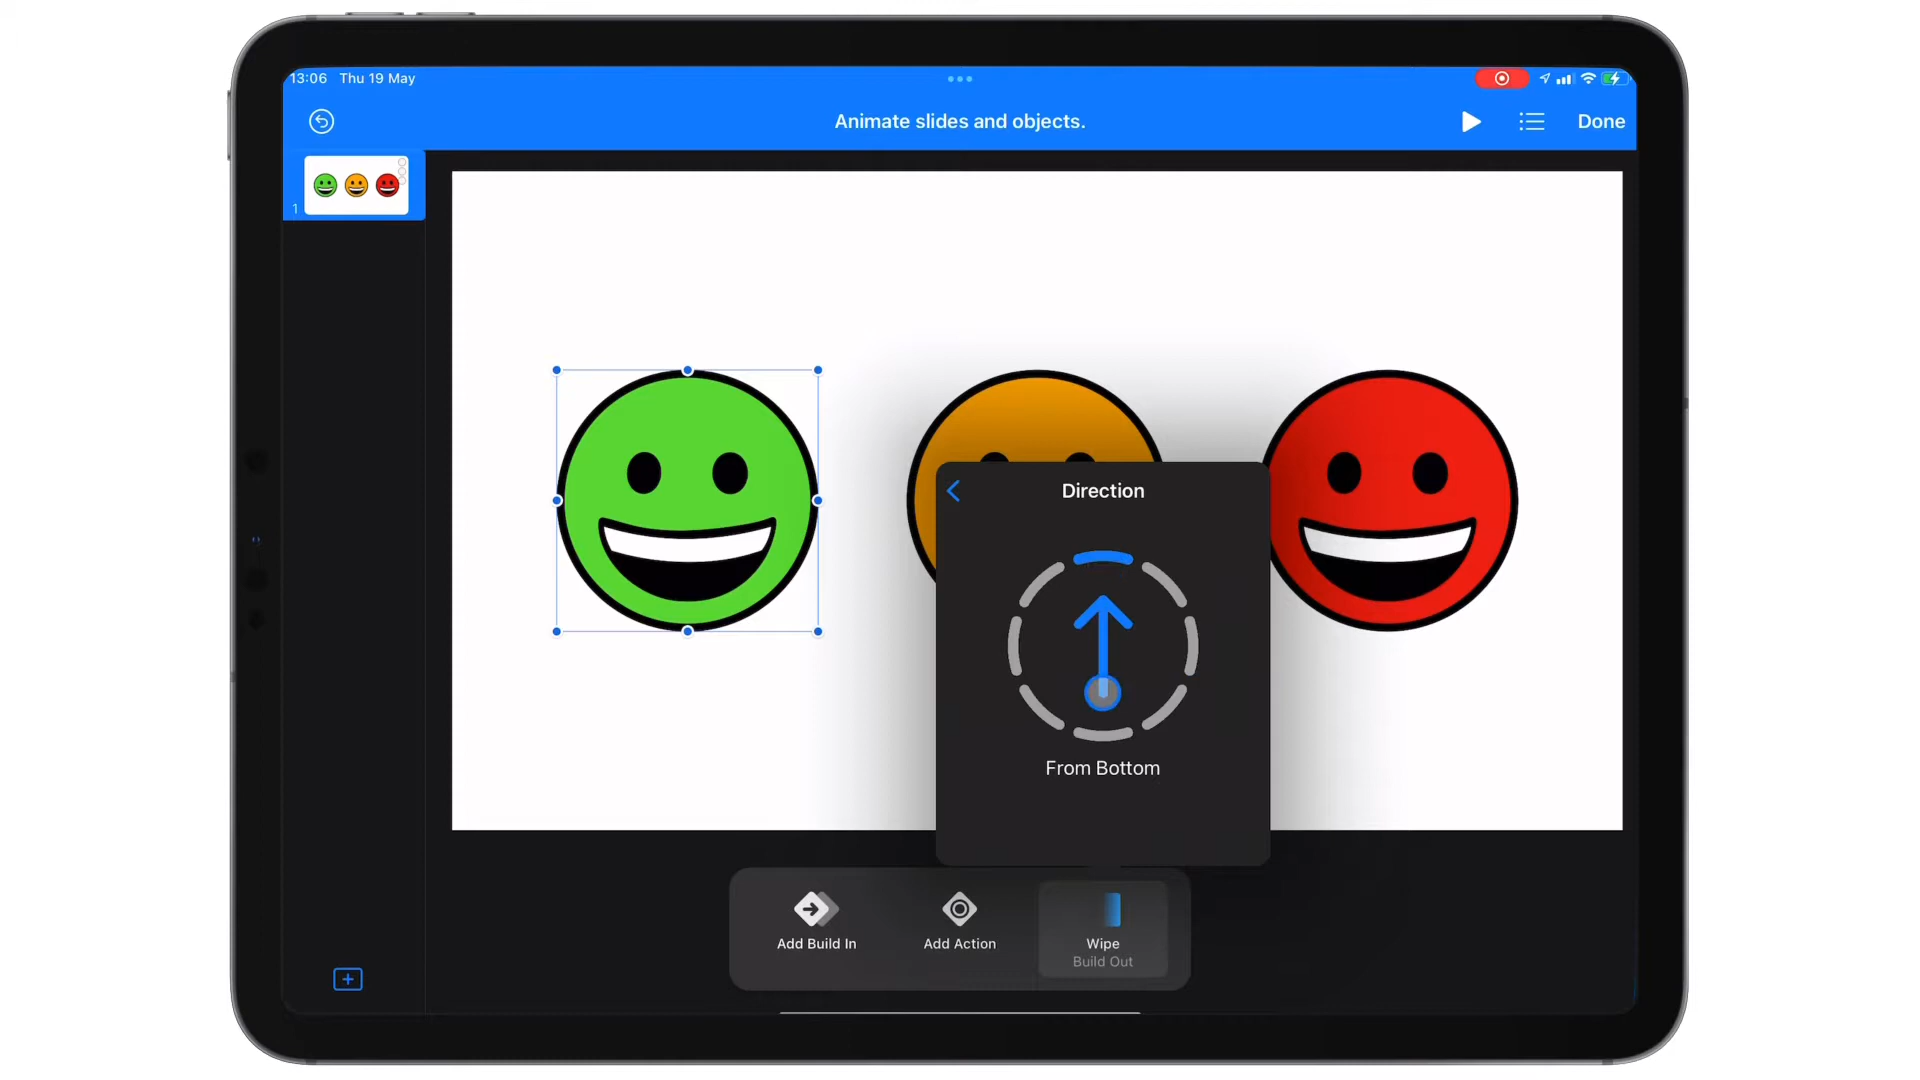 13:06 Thu 19 May
Animate slides and objects.
Done
1
Direction
From Bottom
Add Build In
Add Action
Wipe
Build Out